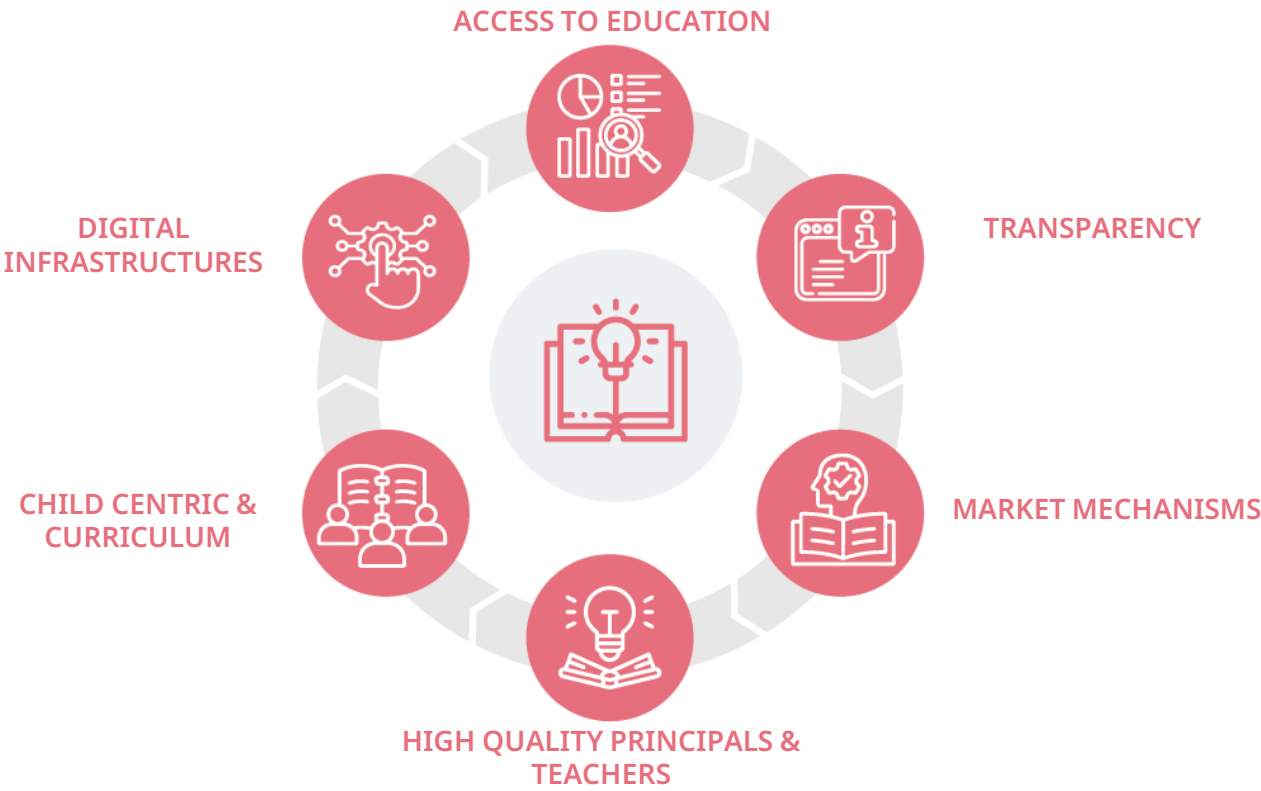 ACCESS TO EDUCATION
TRANSPARENCY
MARKET MECHANISMS
HIGH QUALITY PRINCIPALS &
TEACHERS
CHILD CENTRIC &
CURRICULUM
DIGITAL
INFRASTRUCTURES